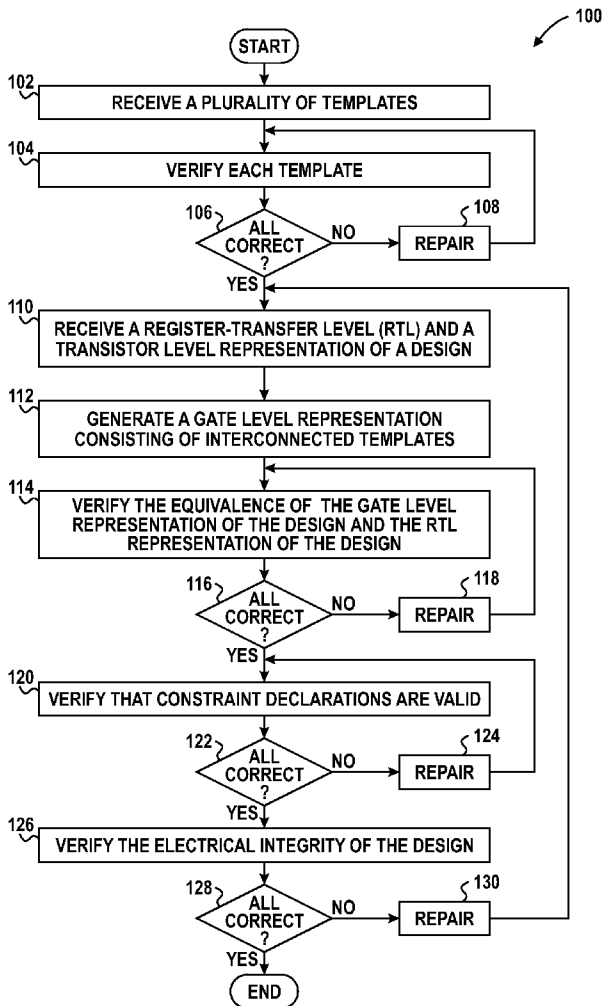 100
START
102
RECEIVE A PLURALITY OF TEMPLATES
104
VERIFY EACH TEMPLATE
106
ALL
CORRECT
?
NO
108
REPAIR
YES
110
RECEIVE A REGISTER-TRANSFER LEVEL (RTL) AND A
TRANSISTOR LEVEL REPRESENTATION OF A DESIGN
112
GENERATE A GATE LEVEL REPRESENTATION
CONSISTING OF INTERCONNECTED TEMPLATES
114
VERIFY THE EQUIVALENCE OF THE GATE LEVEL
REPRESENTATION OF THE DESIGN AND THE RTL
REPRESENTATION OF THE DESIGN
116
ALL
CORRECT
?
NO
118
REPAIR
YES
120
VERIFY THAT CONSTRAINT DECLARATIONS ARE VALID
122
ALL
CORRECT
?
NO
124
REPAIR
YES
126
VERIFY THE ELECTRICAL INTEGRITY OF THE DESIGN
128
ALL
CORRECT
?
NO
130
REPAIR
YES
END